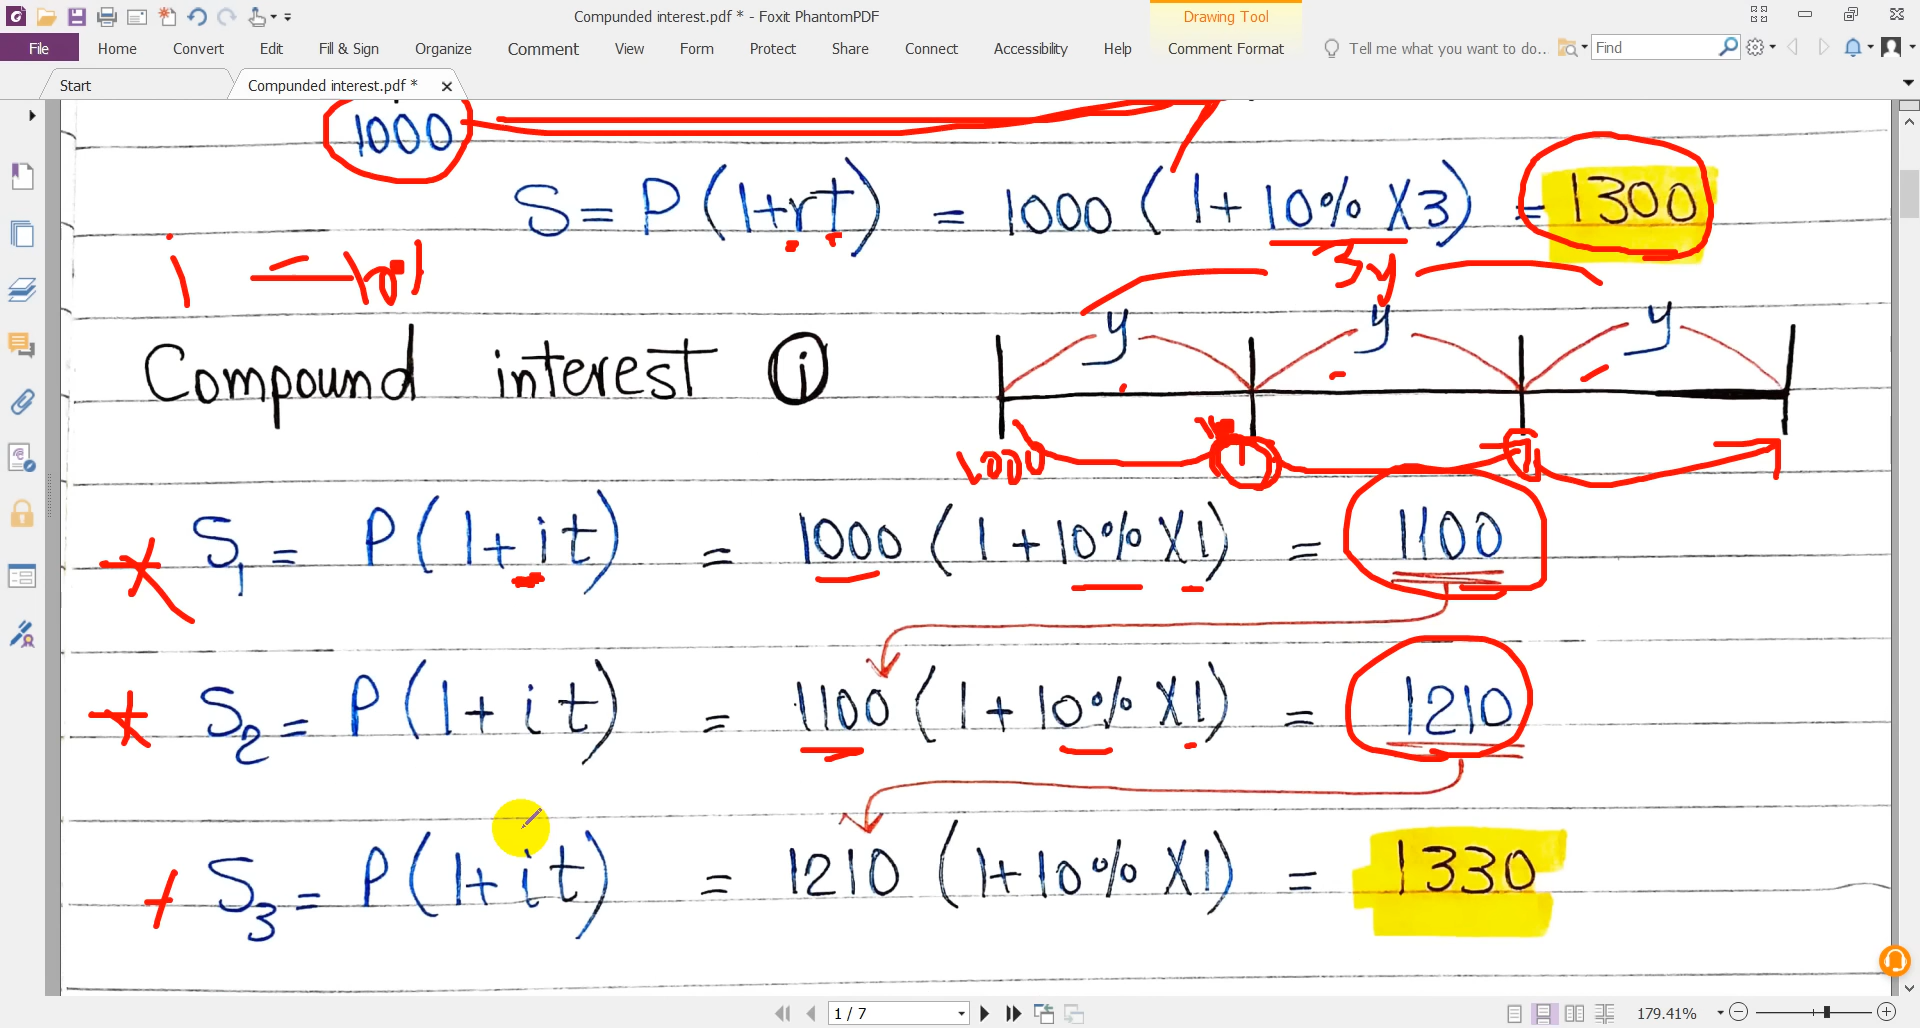 Compunded interest.pdf * - Foxit PhantomPDF
Drawing Tool
File Home Convert Edit Fill & Sign Organize Comment View Form Protect Share Connect Accessibility Help Comment Format Tell me what you want to do.. Find
Start Compunded interest.pdf *
1000
S = P (1+rt) = 1000 (1+10% X3) = 1300
3y
y y y
Compound interest i
1000
S1 = P(1+it) = 1000 (1+10% X1) = 1100
S2 = P(1+it) = 1100 (1+10% X1) = 1210
S3 = P(1+it) = 1210 (1+10% X1) = 1330
1 / 7 179.41%